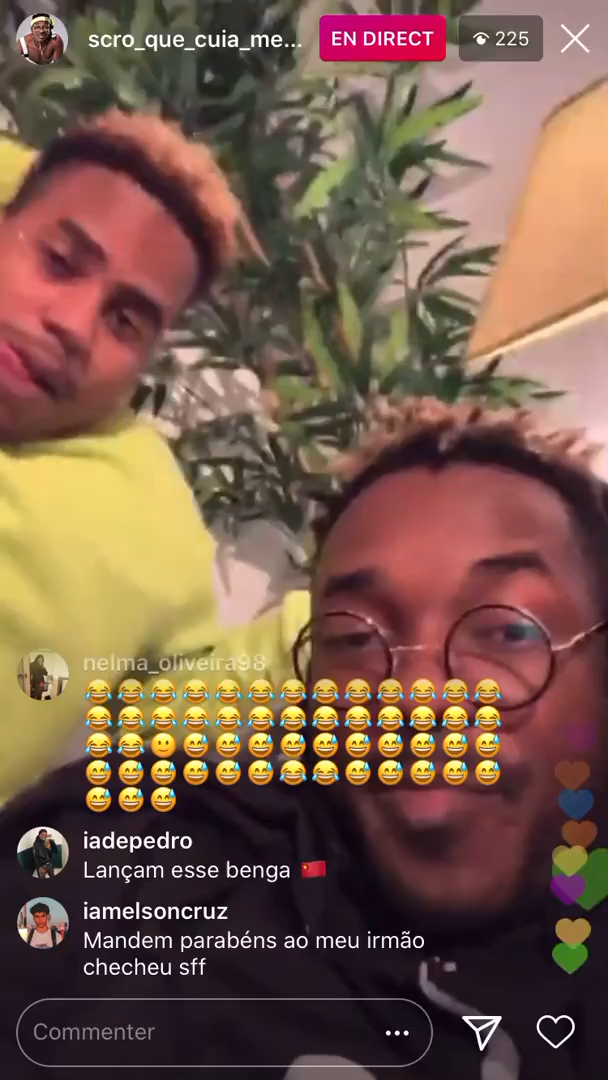 scro_que_cuia_me...
EN DIRECT
225
nelma_oliveira98
😂😂😂😂😂😂😂😂😂😂😂😂😂
😂😂😂😂😂😂😂😂😂😂😂😂😂
😂😂🙂😅😅😅😅😅😅😅😅😅😅
😅😅😅😅😅😅😂😂😅😅😅😅😅
😅😅😅
iadepedro
Lançam esse benga 🇨🇳
iamelsoncruz
Mandem parabéns ao meu irmão
checheu sff
Commenter